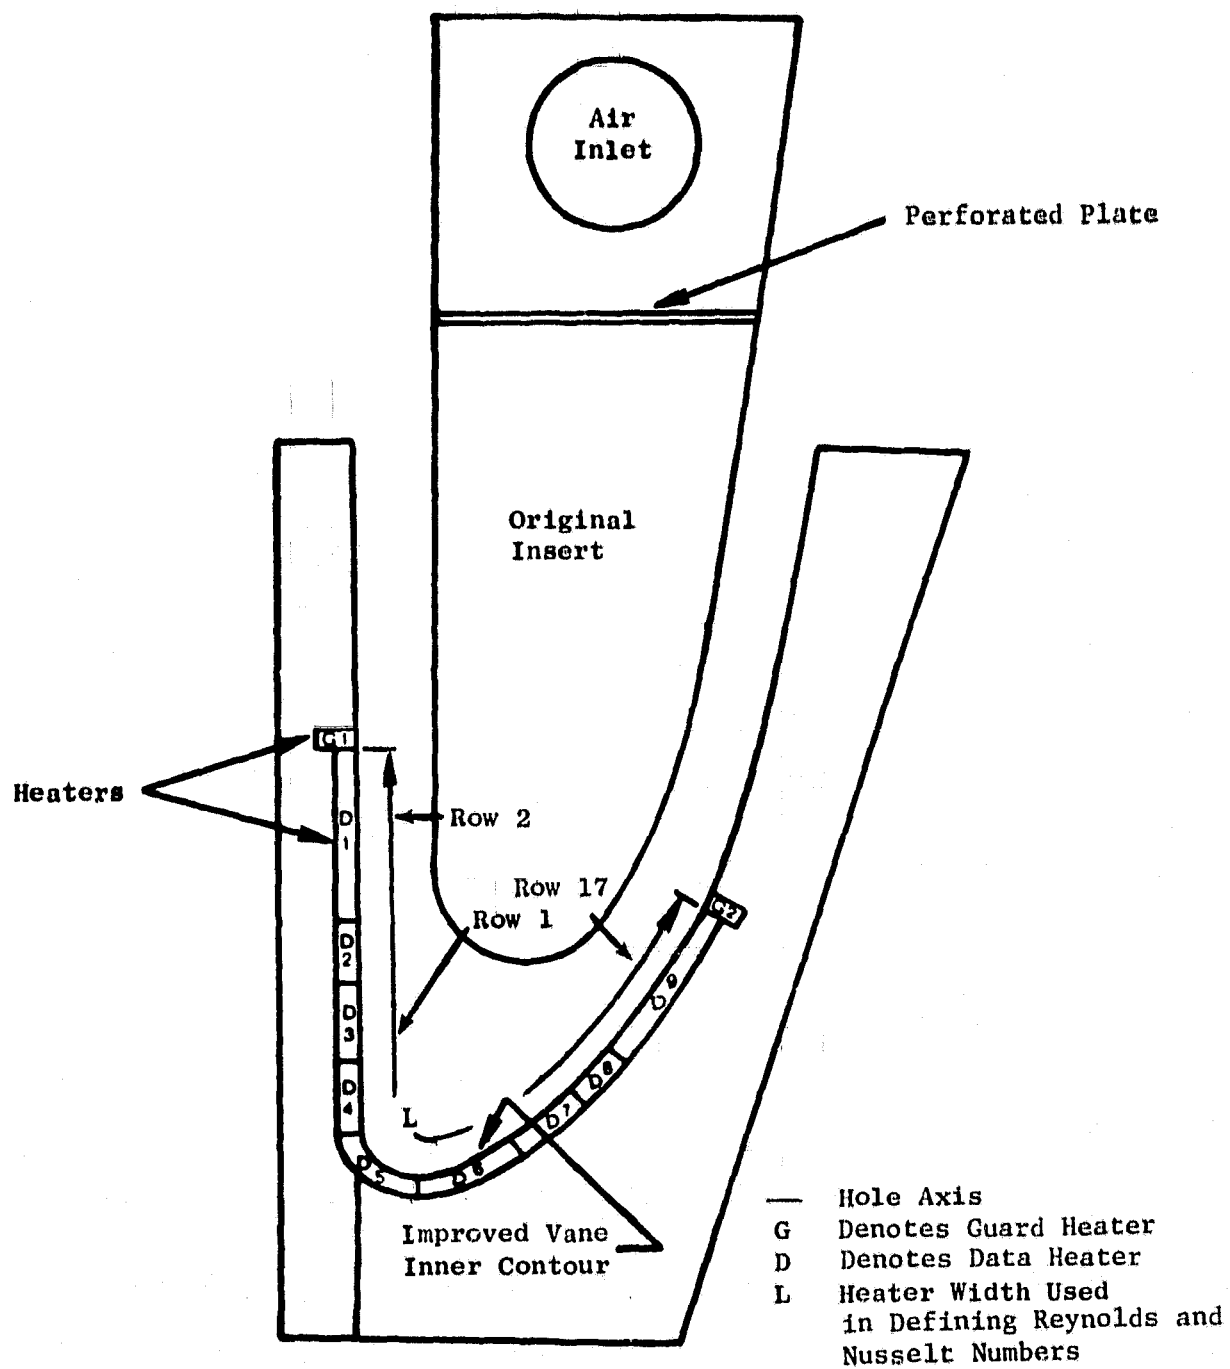 Air
Inlet
Perforated Plate
Original
Insert
G1
Heaters
D
1
Row 2
Row 17
Row 1
G2
D
2
D9
D
3
D8
D
4
D7
L
D5
D6
Improved Vane
Inner Contour
— Hole Axis
G Denotes Guard Heater
D Denotes Data Heater
L Heater Width Used
in Defining Reynolds and
Nusselt Numbers